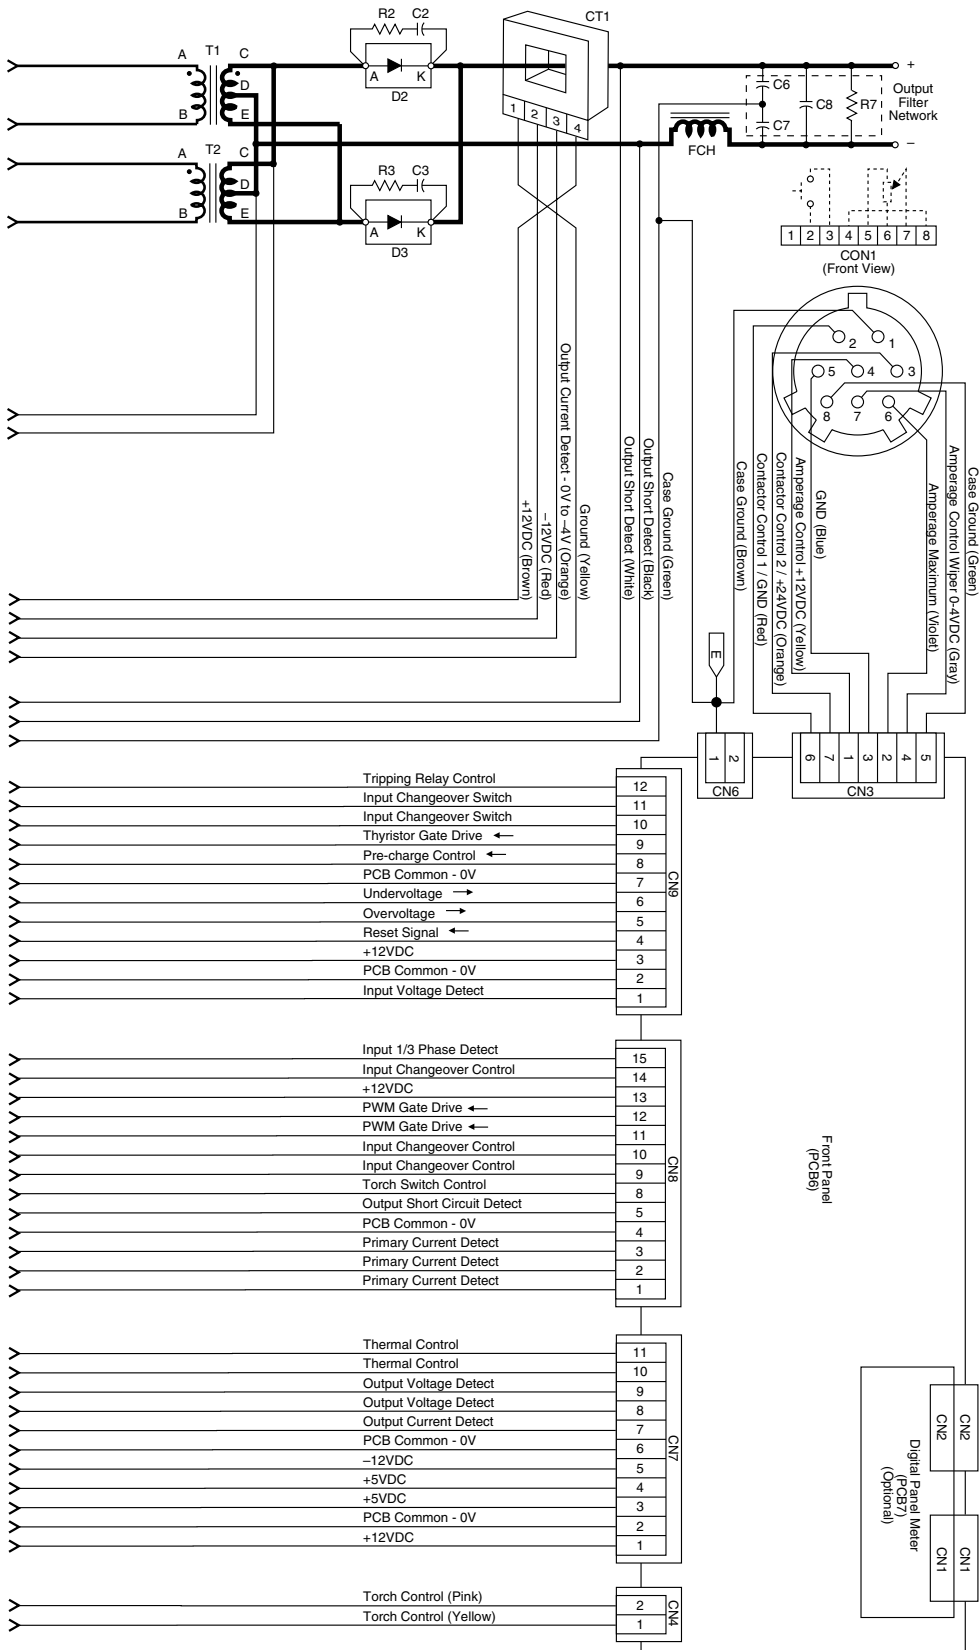 R2 C2
CT1
A T1 C
D
B E
A K
D2
1 2 3 4
C6
C7
C8
R7
+
Output
Filter
Network
–
FCH
A T2 C
D
B E
R3 C3
A K
D3
1 2 3 4 5 6 7 8
CON1
(Front View)
2 1
5 4 3
8 7 6
+12VDC (Brown)
–12VDC (Red)
Output Current Detect - 0V to –4V (Orange)
Ground (Yellow)
Output Short Detect (White)
Output Short Detect (Black)
Case Ground (Green)
Case Ground (Brown)
Contactor Control 1 / GND (Red)
Contactor Control 2 / +24VDC (Orange)
Amperage Control +12VDC (Yellow)
GND (Blue)
Amperage Maximum (Violet)
Amperage Control Wiper 0-4VDC (Gray)
Case Ground (Green)
E
1 2
CN6
6 7 1 3 2 4 5
CN3
Tripping Relay Control 12
Input Changeover Switch 11
Input Changeover Switch 10
Thyristor Gate Drive ← 9
Pre-charge Control ← 8
PCB Common - 0V 7
Undervoltage → 6
Overvoltage → 5
Reset Signal ← 4
+12VDC 3
PCB Common - 0V 2
Input Voltage Detect 1
CN9
Input 1/3 Phase Detect 15
Input Changeover Control 14
+12VDC 13
PWM Gate Drive ← 12
PWM Gate Drive ← 11
Input Changeover Control 10
Input Changeover Control 9
Torch Switch Control 8
Output Short Circuit Detect 5
PCB Common - 0V 4
Primary Current Detect 3
Primary Current Detect 2
Primary Current Detect 1
CN8
Front Panel
(PCB6)
Thermal Control 11
Thermal Control 10
Output Voltage Detect 9
Output Voltage Detect 8
Output Current Detect 7
PCB Common - 0V 6
–12VDC 5
+5VDC 4
+5VDC 3
PCB Common - 0V 2
+12VDC 1
CN7
CN2 CN2
Digital Panel Meter
(PCB7)
(Optional)
CN1 CN1
Torch Control (Pink) 2
Torch Control (Yellow) 1
CN4